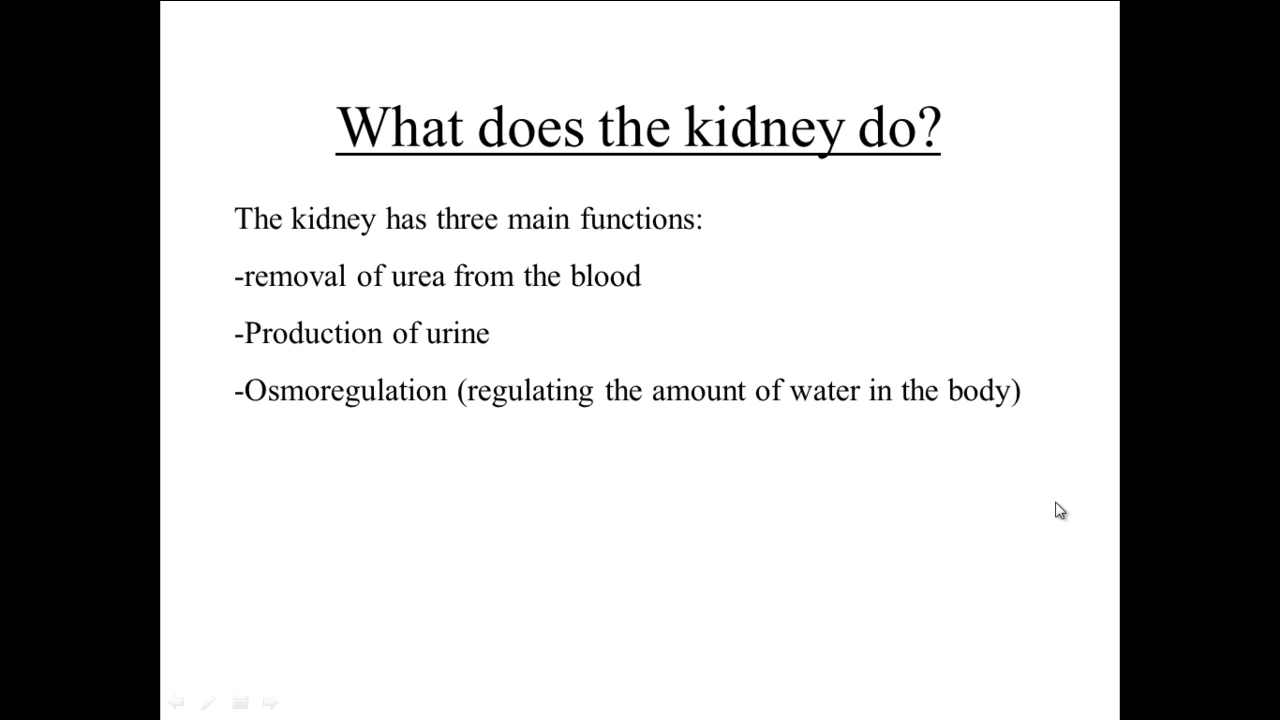 What does the kidney do?
The kidney has three main functions:
-removal of urea from the blood
-Production of urine
-Osmoregulation (regulating the amount of water in the body)